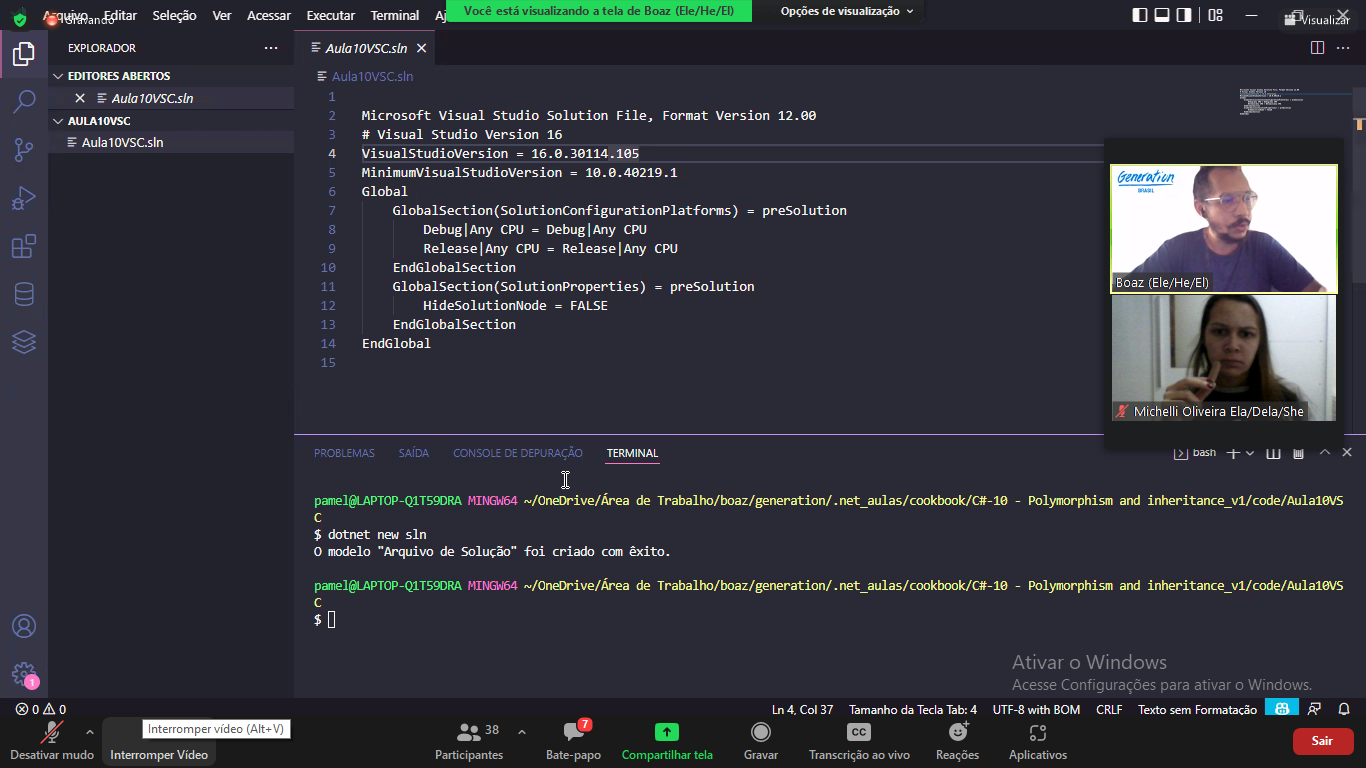 Arquivo Editar Seleção Ver Acessar Executar Terminal
Gravando
Você está visualizando a tela de Boaz (Ele/He/El)
Opções de visualização
Visualizar
EXPLORADOR
EDITORES ABERTOS
Aula10VSC.sln
AULA10VSC
Aula10VSC.sln
Aula10VSC.sln
Aula10VSC.sln
1
2 Microsoft Visual Studio Solution File, Format Version 12.00
3 # Visual Studio Version 16
4 VisualStudioVersion = 16.0.30114.105
5 MinimumVisualStudioVersion = 10.0.40219.1
6 Global
7 GlobalSection(SolutionConfigurationPlatforms) = preSolution
8 Debug|Any CPU = Debug|Any CPU
9 Release|Any CPU = Release|Any CPU
10 EndGlobalSection
11 GlobalSection(SolutionProperties) = preSolution
12 HideSolutionNode = FALSE
13 EndGlobalSection
14 EndGlobal
15
Generation
BRASIL
Boaz (Ele/He/El)
Michelli Oliveira Ela/Dela/She
PROBLEMAS SAÍDA CONSOLE DE DEPURAÇÃO TERMINAL
bash
pamel@LAPTOP-Q1T59DRA MINGW64 ~/OneDrive/Área de Trabalho/boaz/generation/.net_aulas/cookbook/C#-10 - Polymorphism and inheritance_v1/code/Aula10VS
C
$ dotnet new sln
O modelo "Arquivo de Solução" foi criado com êxito.
pamel@LAPTOP-Q1T59DRA MINGW64 ~/OneDrive/Área de Trabalho/boaz/generation/.net_aulas/cookbook/C#-10 - Polymorphism and inheritance_v1/code/Aula10VS
C
$
Ativar o Windows
Acesse Configurações para ativar o Windows.
1
0 0
Ln 4, Col 37 Tamanho da Tecla Tab: 4 UTF-8 with BOM CRLF Texto sem Formatação
Interromper vídeo (Alt+V)
38
7
CC
Desativar mudo Interromper Vídeo Participantes Bate-papo Compartilhar tela Gravar Transcrição ao vivo Reações Aplicativos
Sair